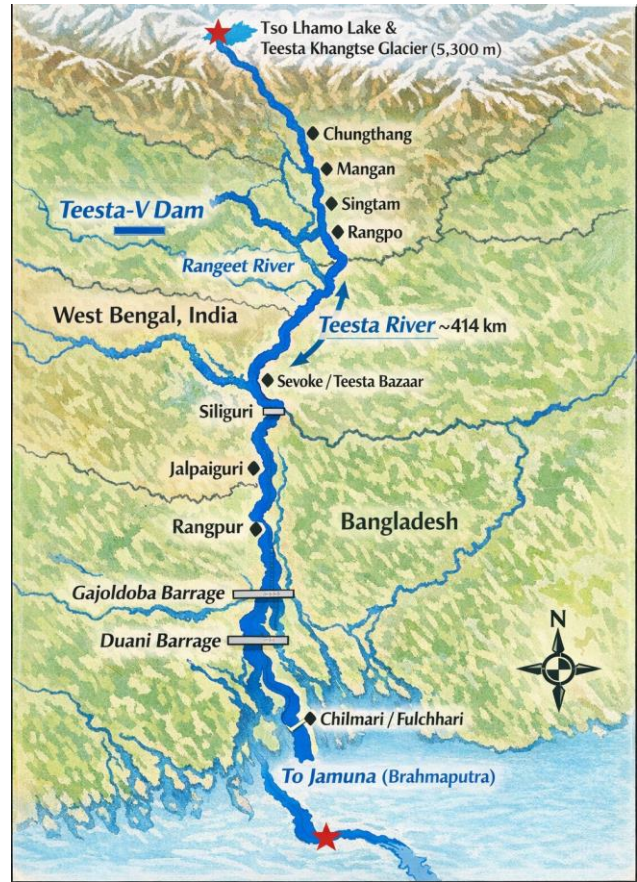 Tso Lhamo Lake &
Teesta Khangtse Glacier (5,300 m)
Chungthang
Mangan
Teesta-V Dam
Singtam
Rangpo
Rangeet River
West Bengal, India
Teesta River ~414 km
Sevoke / Teesta Bazaar
Siliguri
Jalpaiguri
Rangpur
Bangladesh
Gajoldoba Barrage
N
Duani Barrage
Chilmari / Fulchhari
To Jamuna (Brahmaputra)